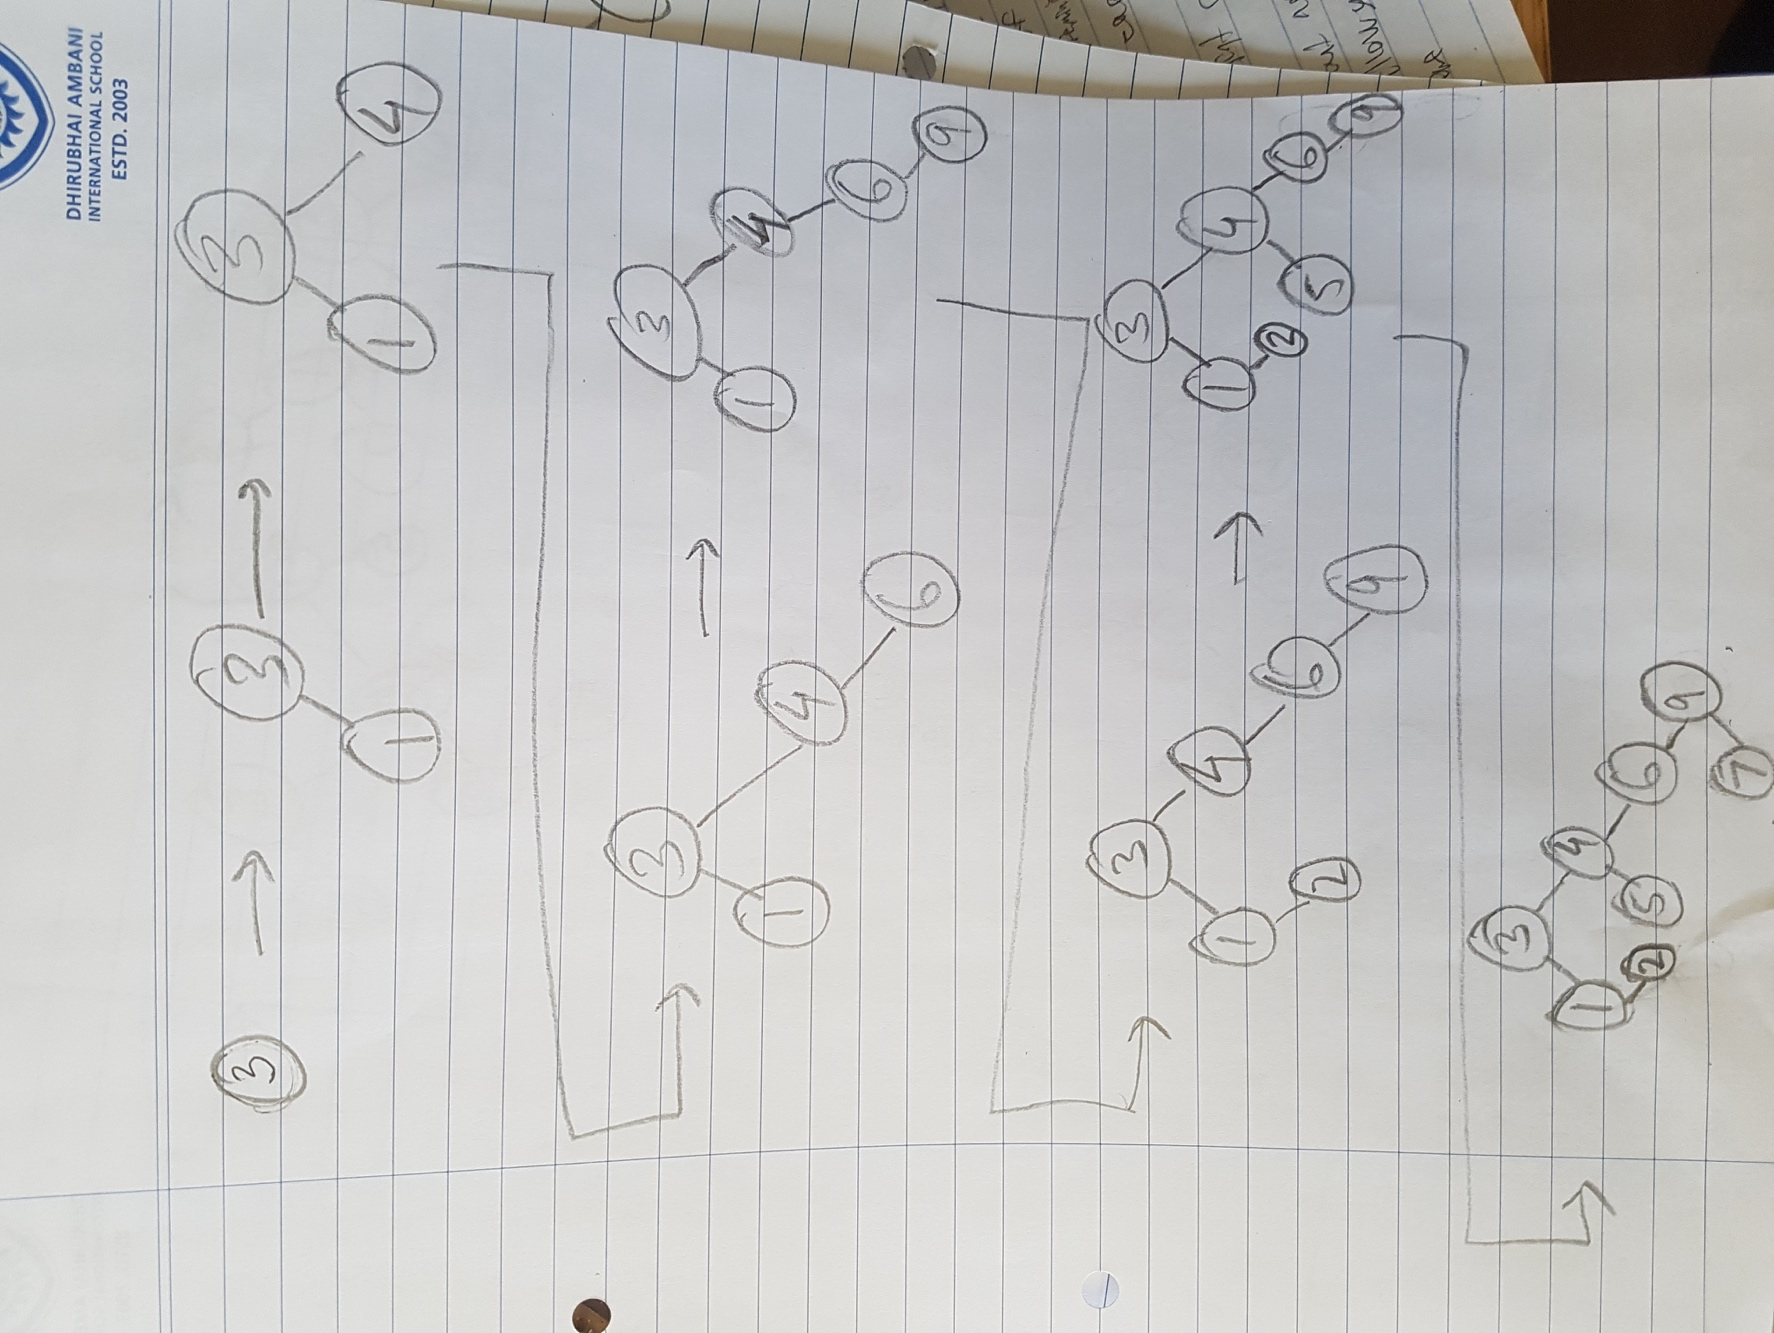 DHIRUBHAI AMBANI
INTERNATIONAL SCHOOL
ESTD. 2003
3 → 3 1 → 3 1 4
→ 3 1 4 6 → 3 1 4 6 9
→ 3 1 4 2 6 9 → 3 1 4 2 5 6 9
→ 3 1 4 2 5 6 9 7